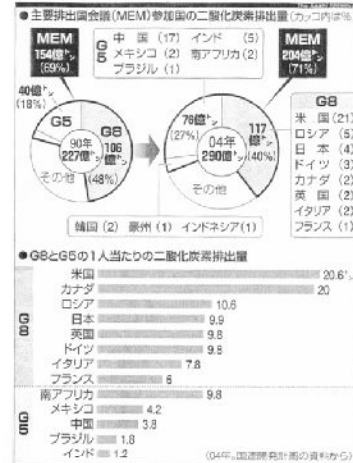 ●主要排出国会議(MEM)参加国の二酸化炭素排出量(カッコ内は%)
MEM
154億トン
(69%)
G5
中国(17) インド(5)
メキシコ(2) 南アフリカ(2)
ブラジル(1)
MEM
204億トン
(71%)
40億トン
(18%)
G5
G8
106億トン
(48%)
90年
227億トン
その他
76億トン
(27%)
117億トン
(40%)
04年
290億トン
その他
G8
米国(21)
ロシア(5)
日本(4)
ドイツ(3)
カナダ(2)
英国(2)
イタリア(2)
フランス(1)
韓国(2) 豪州(1) インドネシア(1)
●G8とG5の1人当たりの二酸化炭素排出量
G8
米国 20.6トン
カナダ 20
ロシア 10.6
日本 9.9
英国 9.8
ドイツ 9.8
イタリア 7.8
フランス 6
G5
南アフリカ 9.8
メキシコ 4.2
中国 3.8
ブラジル 1.8
インド 1.2
(04年。国連開発計画の資料から)